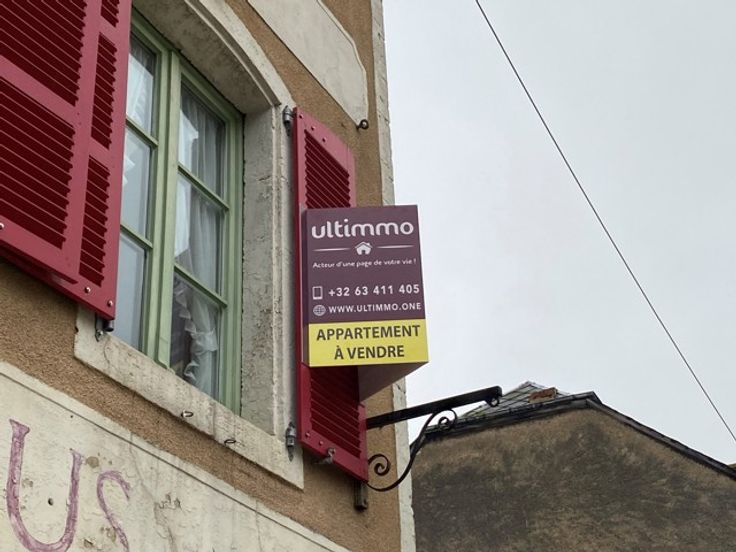 ultimmo
Acteur d'une page de votre vie !
+32 63 411 405
WWW.ULTIMMO.ONE
APPARTEMENT
À VENDRE
us